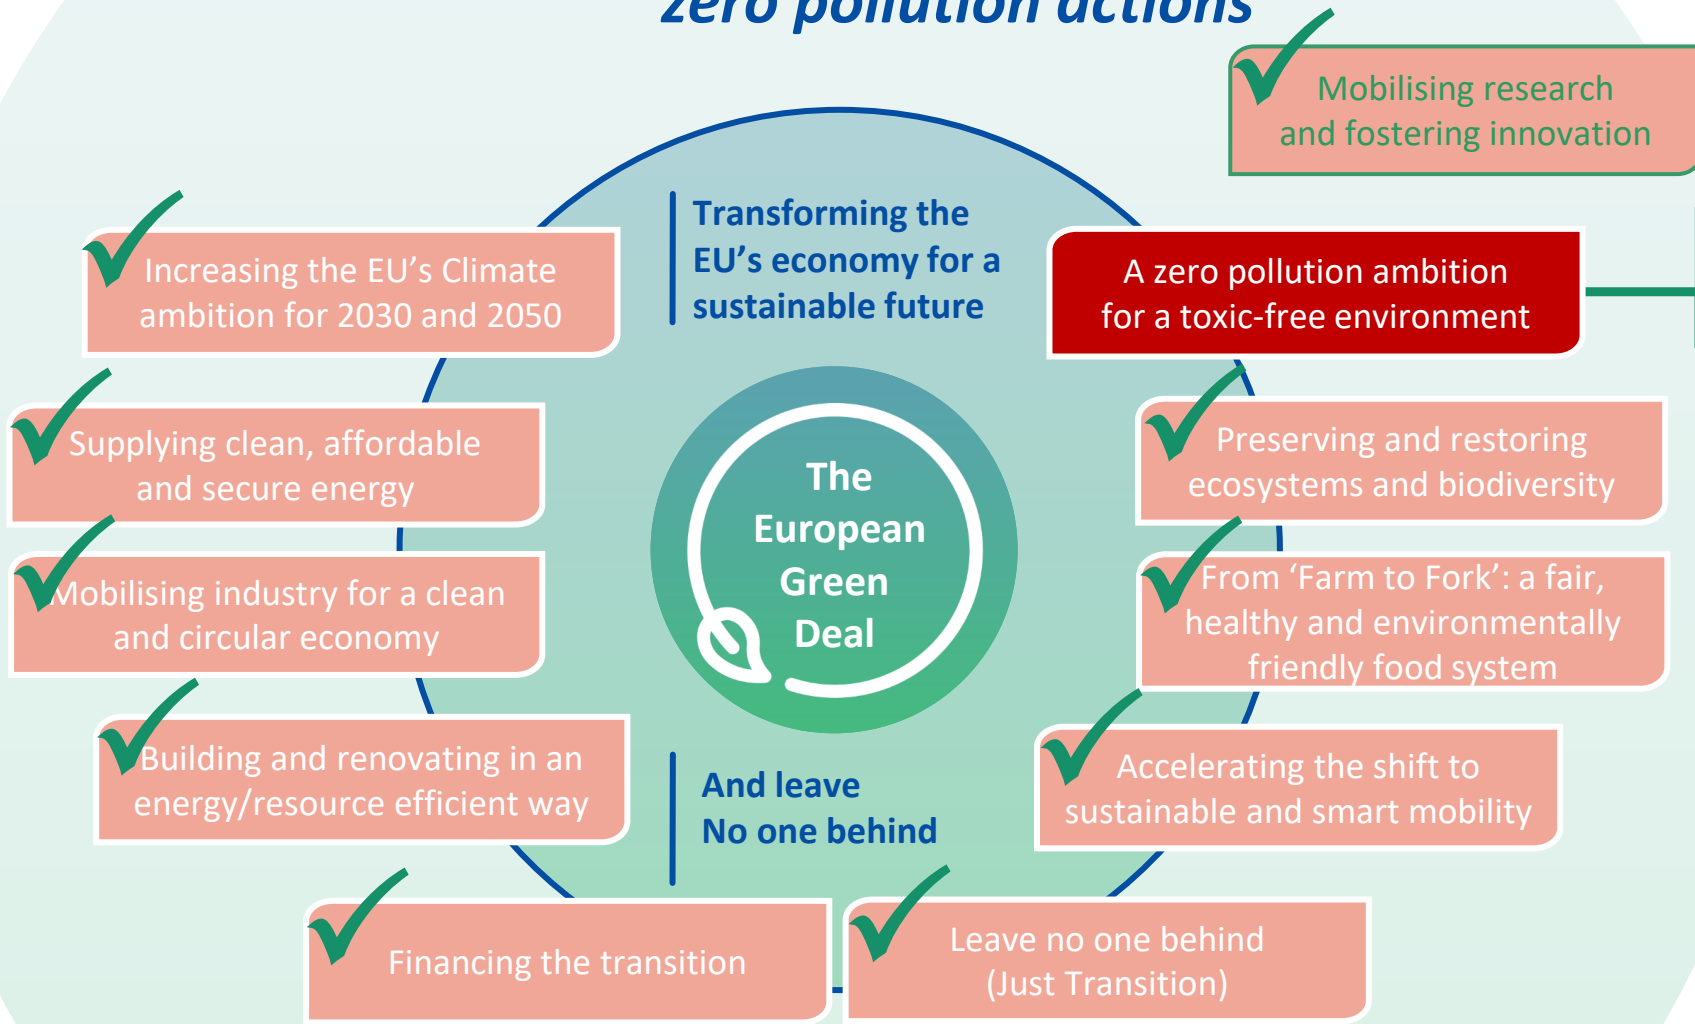 zero pollution actions
Mobilising research
and fostering innovation
Transforming the
EU's economy for a
sustainable future
Increasing the EU's Climate
ambition for 2030 and 2050
A zero pollution ambition
for a toxic-free environment
Supplying clean, affordable
and secure energy
Preserving and restoring
ecosystems and biodiversity
The
European
Green
Deal
Mobilising industry for a clean
and circular economy
From ‘Farm to Fork’: a fair,
healthy and environmentally
friendly food system
Building and renovating in an
energy/resource efficient way
And leave
No one behind
Accelerating the shift to
sustainable and smart mobility
Financing the transition
Leave no one behind
(Just Transition)